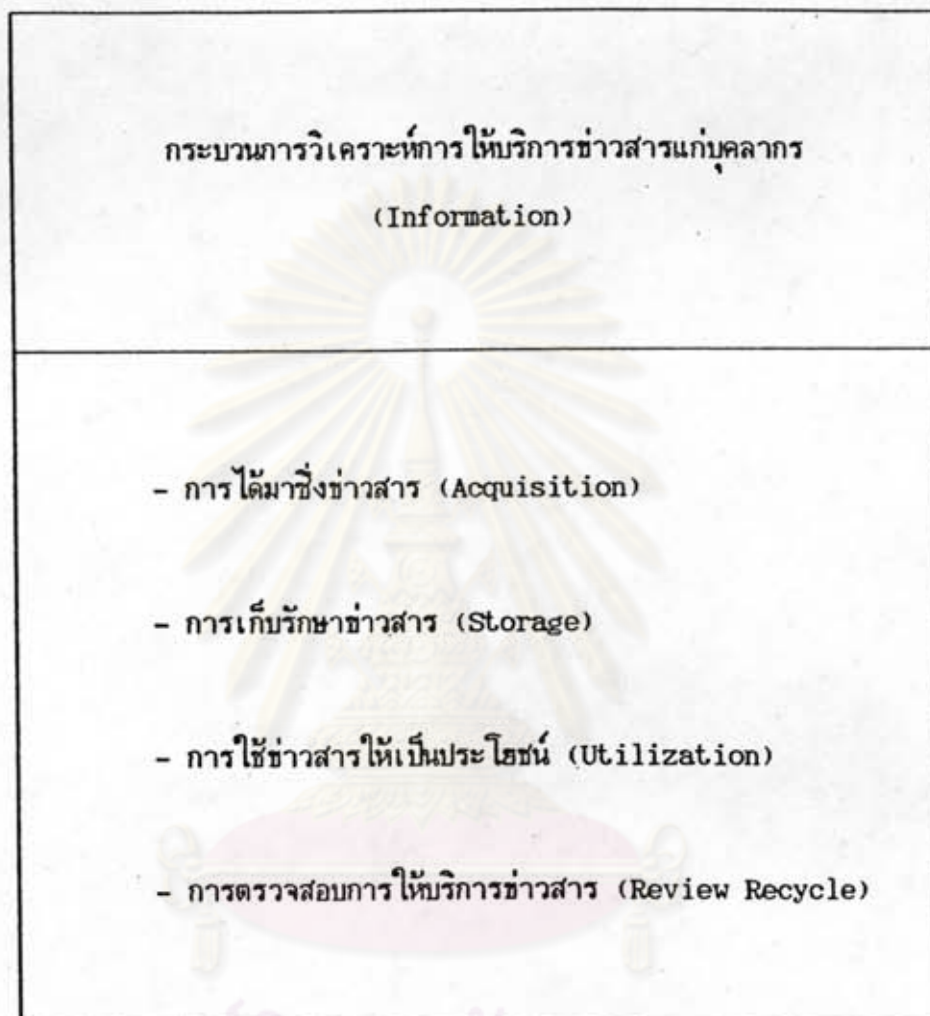 กระบวนการวิเคราะห์การให้บริการข่าวสารแก่บุคลากร
(Information)
- การได้มาซึ่งข่าวสาร (Acquisition)
- การเก็บรักษาข่าวสาร (Storage)
- การใช้ข่าวสารให้เป็นประโยชน์ (Utilization)
- การตรวจสอบการให้บริการข่าวสาร (Review Recycle)